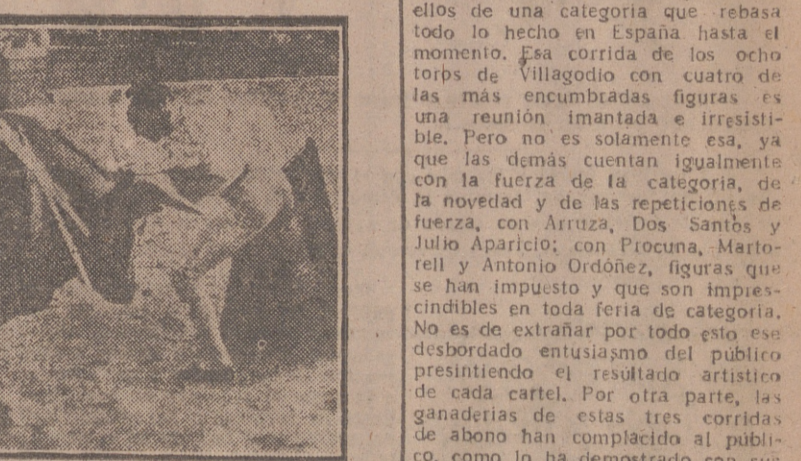 ellos de una categoria que rebasa
todo lo hecho en España hasta el
momento. Esa corrida de los ocho
toros de Villagodio con cuatro de
las más encumbradas figuras es
una reunión imantada e irresisti-
ble. Pero no es solamente esa, ya
que las demás cuentan igualmente
con la fuerza de la categoria, de
la novedad y de las repeticiones de
fuerza, con Arruza, Dos Santos y
Julio Aparicio; con Procuna, Marto-
rell y Antonio Ordóñez, figuras que
se han impuesto y que son impres-
cindibles en toda feria de categoria.
No es de extrañar por todo esto ese
desbordado entusiasmo del público
presintiendo el resultado artistico
de cada cartel. Por otra parte, las
ganaderias de estas tres corridas
de abono han complacido al públi-
co, como lo ha demostrado con